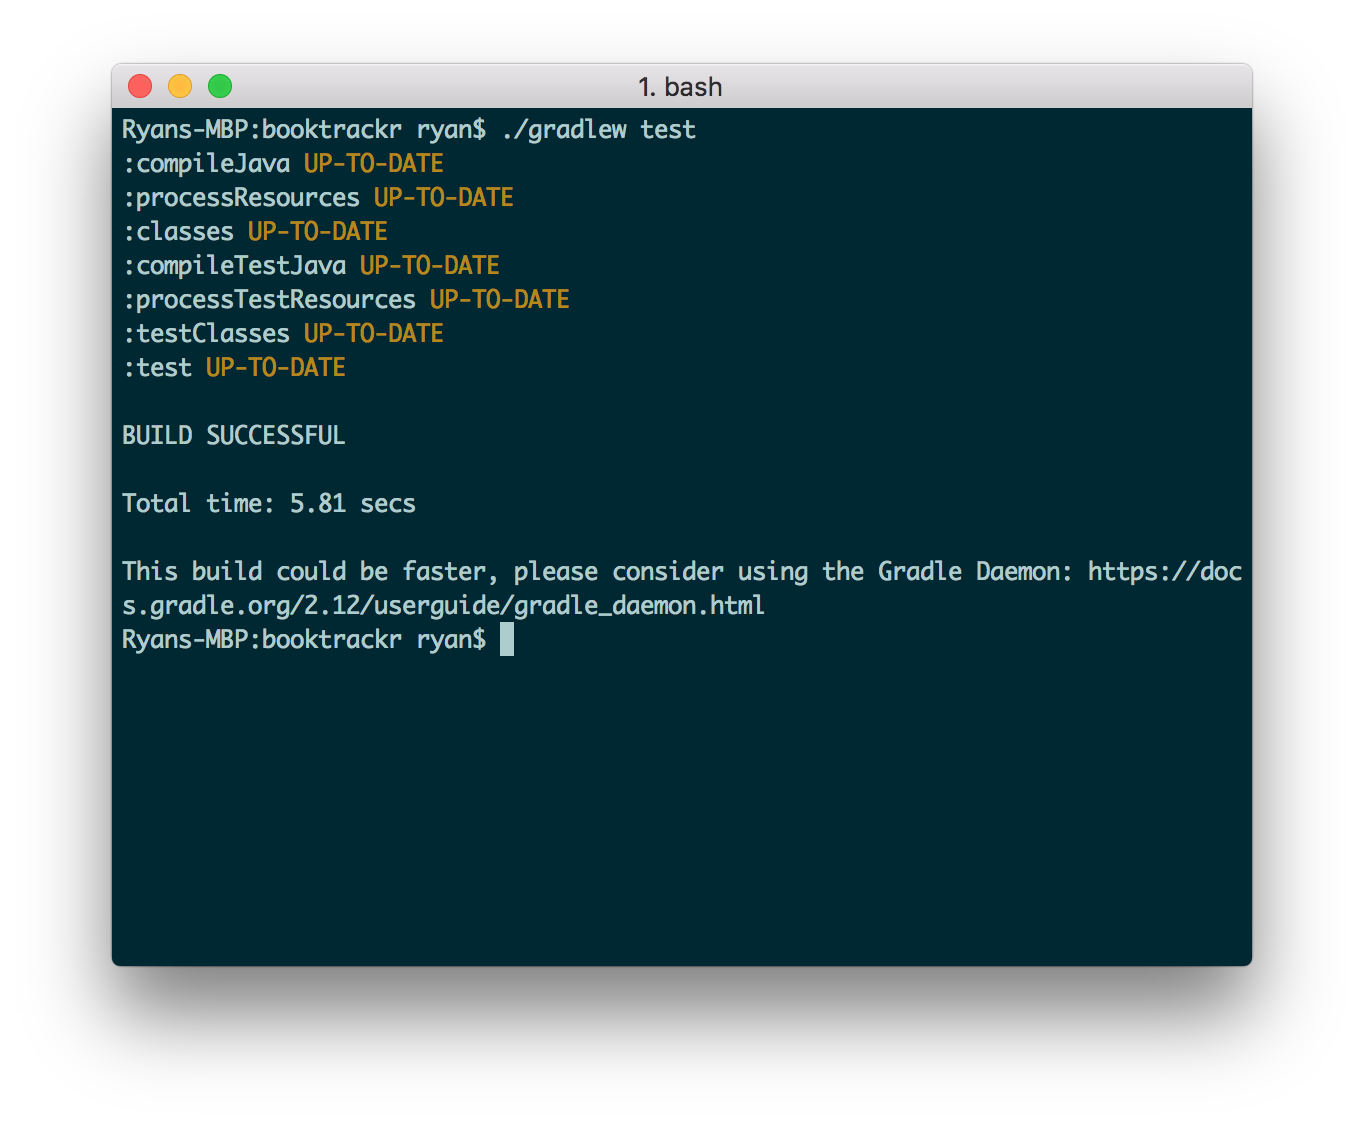 1. bash
Ryans-MBP:booktrackr ryan$ ./gradlew test
:compileJava UP-TO-DATE
:processResources UP-TO-DATE
:classes UP-TO-DATE
:compileTestJava UP-TO-DATE
:processTestResources UP-TO-DATE
:testClasses UP-TO-DATE
:test UP-TO-DATE
BUILD SUCCESSFUL
Total time: 5.81 secs
This build could be faster, please consider using the Gradle Daemon: https://doc
s.gradle.org/2.12/userguide/gradle_daemon.html
Ryans-MBP:booktrackr ryan$